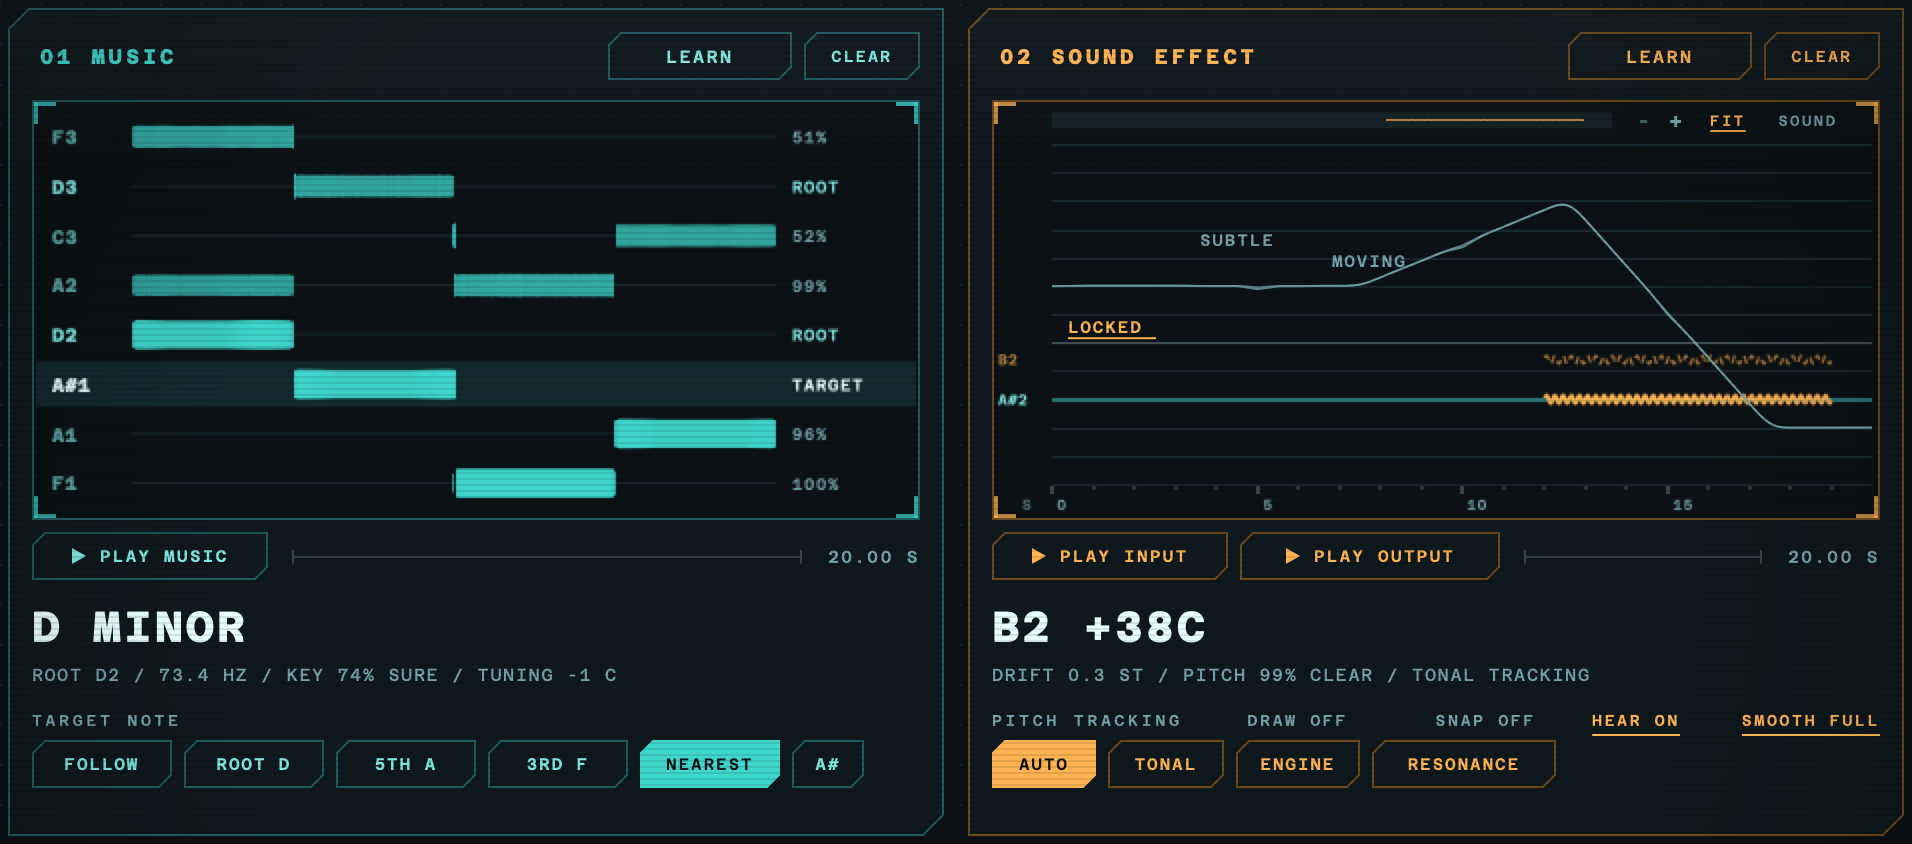 01 MUSIC
LEARN
CLEAR
F3 51%
D3 ROOT
C3 52%
A2 99%
D2 ROOT
A#1 TARGET
A1 96%
F1 100%
PLAY MUSIC
20.00 S
D MINOR
ROOT D2 / 73.4 HZ / KEY 74% SURE / TUNING -1 C
TARGET NOTE
FOLLOW
ROOT D
5TH A
3RD F
NEAREST
A#
02 SOUND EFFECT
LEARN
CLEAR
- + FIT SOUND
SUBTLE
MOVING
LOCKED
B2
A#2
S 0 5 10 15
PLAY INPUT
PLAY OUTPUT
20.00 S
B2 +38C
DRIFT 0.3 ST / PITCH 99% CLEAR / TONAL TRACKING
PITCH TRACKING
DRAW OFF
SNAP OFF
HEAR ON
SMOOTH FULL
AUTO
TONAL
ENGINE
RESONANCE